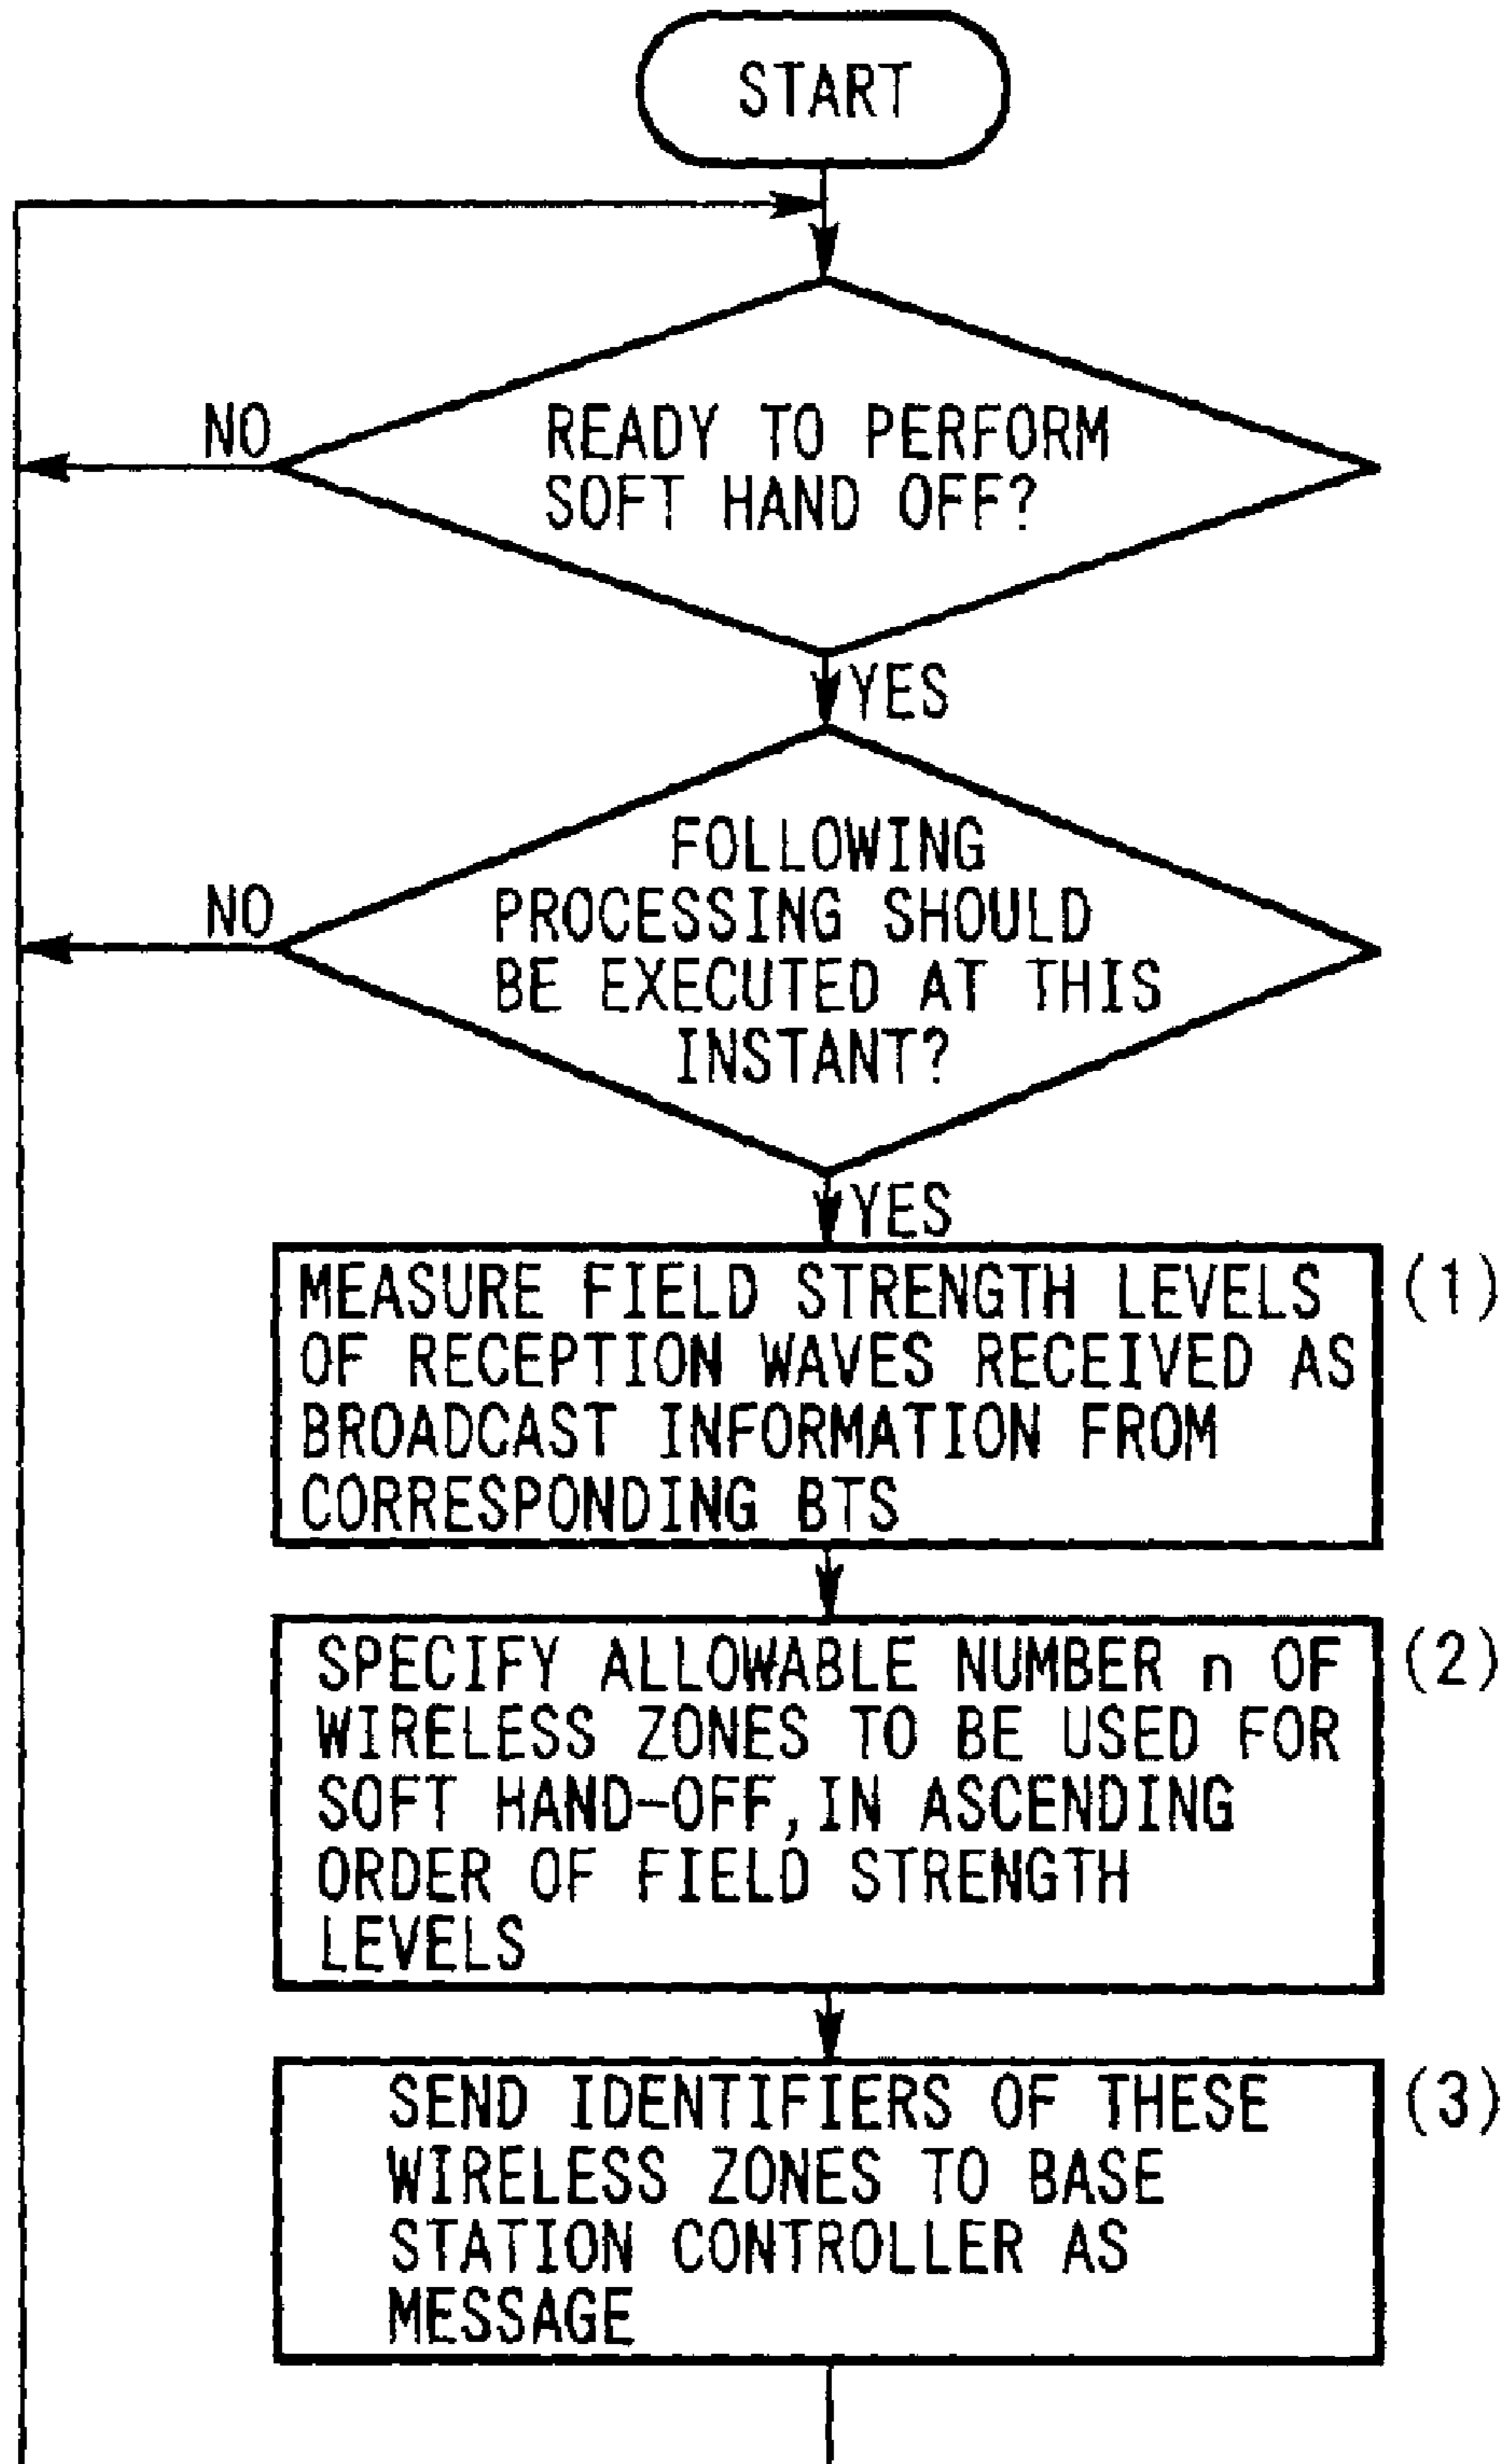 START
NO
READY TO PERFORM
SOFT HAND OFF?
YES
FOLLOWING
NO
PROCESSING SHOULD
BE EXECUTED AT THIS
INSTANT?
YES
MEASURE FIELD STRENGTH LEVELS
(1)
OF RECEPTION WAVES RECEIVED AS
BROADCAST INFORMATION FROM
CORRESPONDING BTS
SPECIFY ALLOWABLE NUMBER n OF
(2)
WIRELESS ZONES TO BE USED FOR
SOFT HAND-OFF, IN ASCENDING
ORDER OF FIELD STRENGTH
LEVELS
SEND IDENTIFIERS OF THESE
(3)
WIRELESS ZONES TO BASE
STATION CONTROLLER AS
MESSAGE